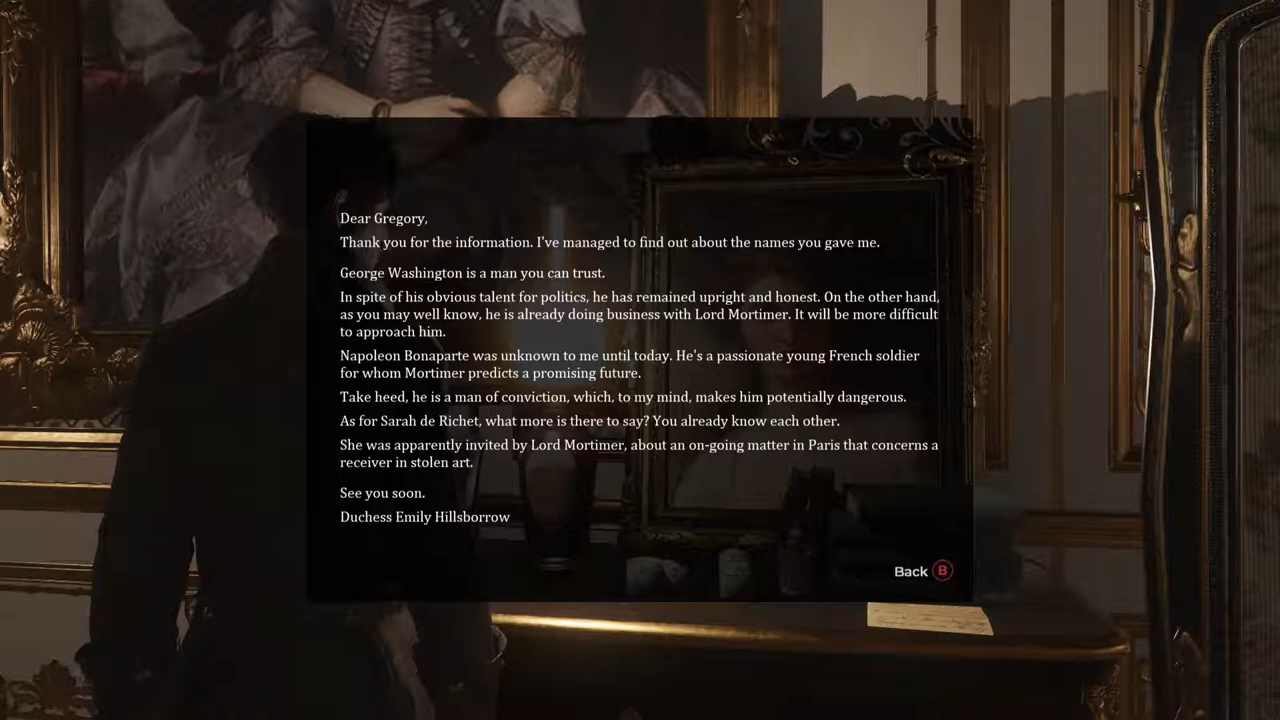 Dear Gregory,
Thank you for the information. I've managed to find out about the names you gave me.
George Washington is a man you can trust.
In spite of his obvious talent for politics, he has remained upright and honest. On the other hand,
as you may well know, he is already doing business with Lord Mortimer. It will be more difficult
to approach him.
Napoleon Bonaparte was unknown to me until today. He's a passionate young French soldier
for whom Mortimer predicts a promising future.
Take heed, he is a man of conviction, which, to my mind, makes him potentially dangerous.
As for Sarah de Richet, what more is there to say? You already know each other.
She was apparently invited by Lord Mortimer, about an on-going matter in Paris that concerns a
receiver in stolen art.
See you soon.
Duchess Emily Hillsborrow
Back B